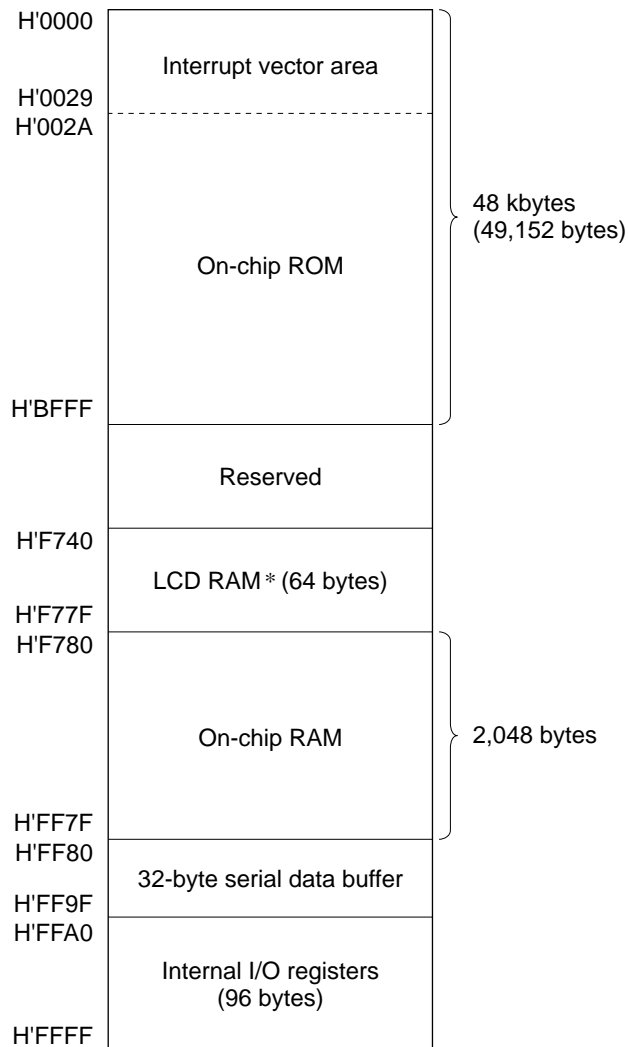 H'0000
Interrupt vector area
H'0029
H'002A
48 kbytes
(49,152 bytes)
On-chip ROM
H'BFFF
Reserved
H'F740
LCD RAM* (64 bytes)
H'F77F
H'F780
On-chip RAM
2,048 bytes
H'FF7F
H'FF80
32-byte serial data buffer
H'FF9F
H'FFA0
Internal I/O registers
(96 bytes)
H'FFFF